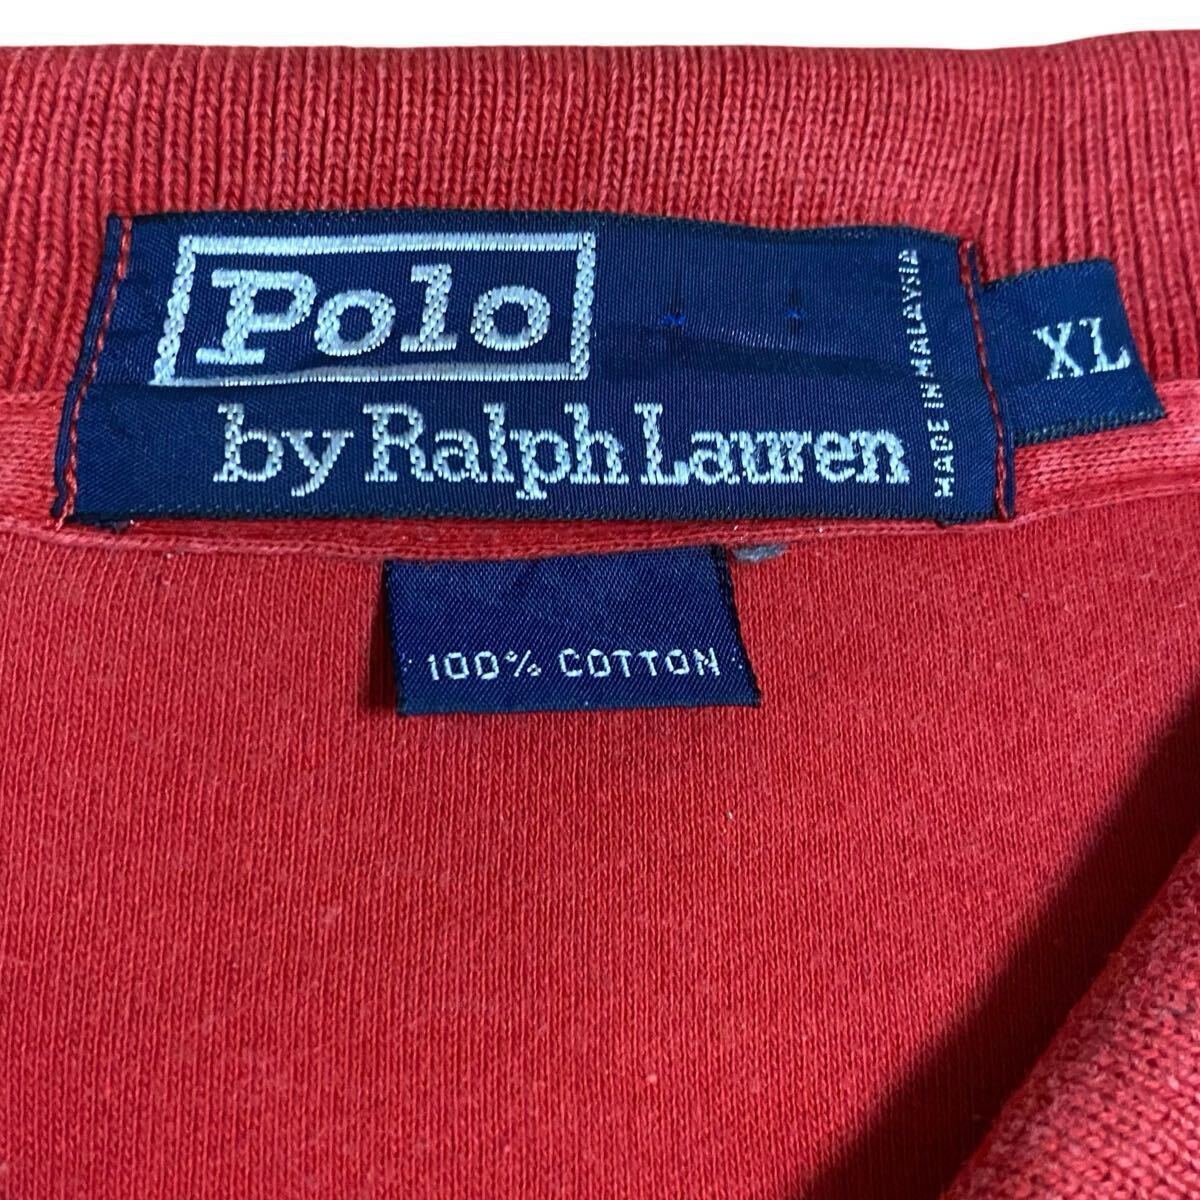 Polo
by Ralph Lauren
MADE IN MALAYSIA
XL
100% COTTON